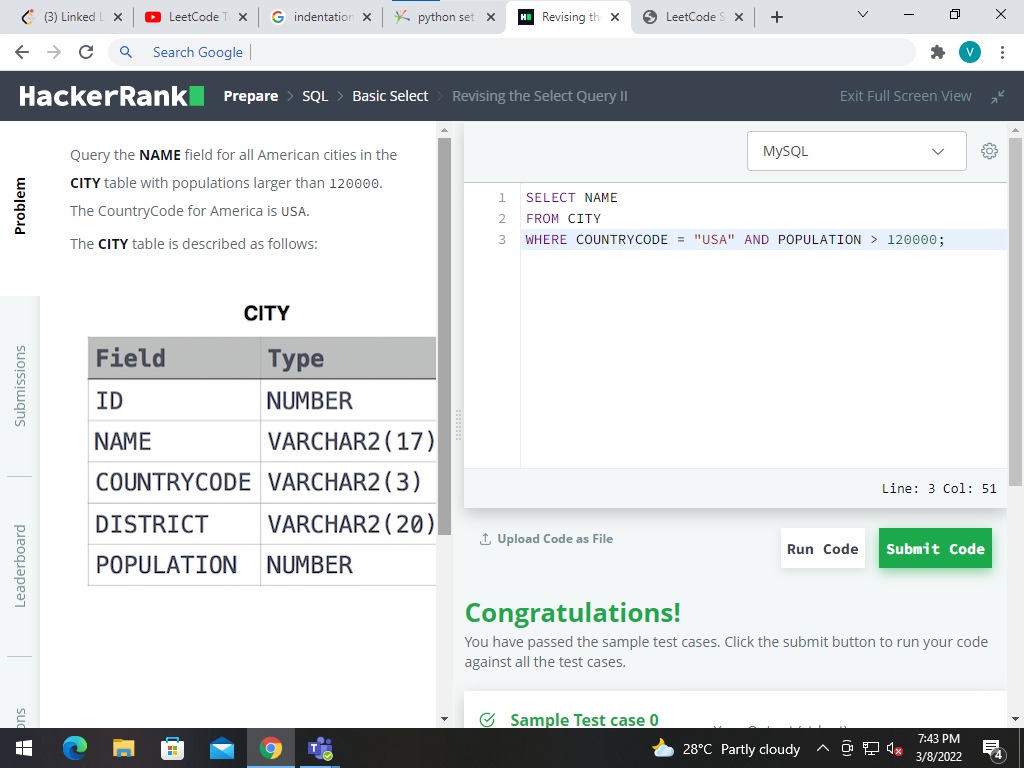 (3) Linked L
LeetCode T
indentation
python set
Revising th
LeetCode S
Search Google
V
HackerRank
Prepare > SQL > Basic Select > Revising the Select Query II
Exit Full Screen View
Problem
Submissions
Leaderboard
Query the NAME field for all American cities in the
CITY table with populations larger than 120000.
The CountryCode for America is USA.
The CITY table is described as follows:
CITY
Field Type
ID NUMBER
NAME VARCHAR2(17)
COUNTRYCODE VARCHAR2(3)
DISTRICT VARCHAR2(20)
POPULATION NUMBER
MySQL
1 SELECT NAME
2 FROM CITY
3 WHERE COUNTRYCODE = "USA" AND POPULATION > 120000;
Line: 3 Col: 51
Upload Code as File
Run Code
Submit Code
Congratulations!
You have passed the sample test cases. Click the submit button to run your code
against all the test cases.
Sample Test case 0
28°C Partly cloudy
7:43 PM
3/8/2022
4